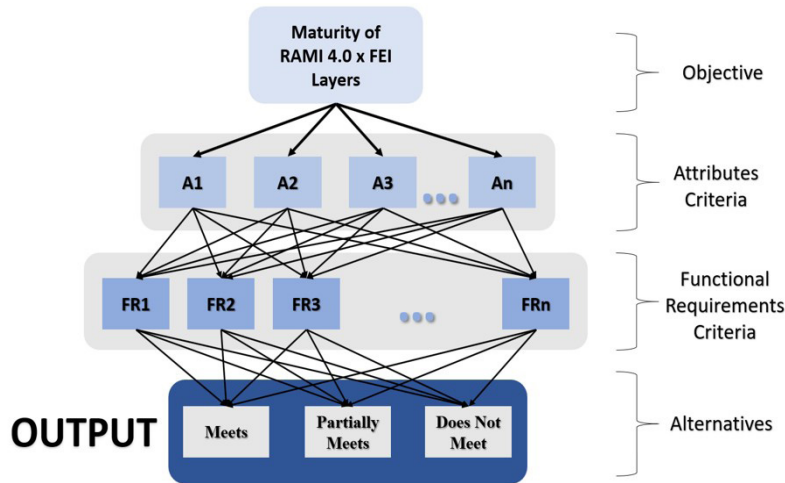 Maturity of
RAMI 4.0 x FEI
Layers
Objective
A1 A2 A3 An
Attributes
Criteria
FR1 FR2 FR3 FRn
Functional
Requirements
Criteria
OUTPUT
Meets
Partially
Meets
Does Not
Meet
Alternatives